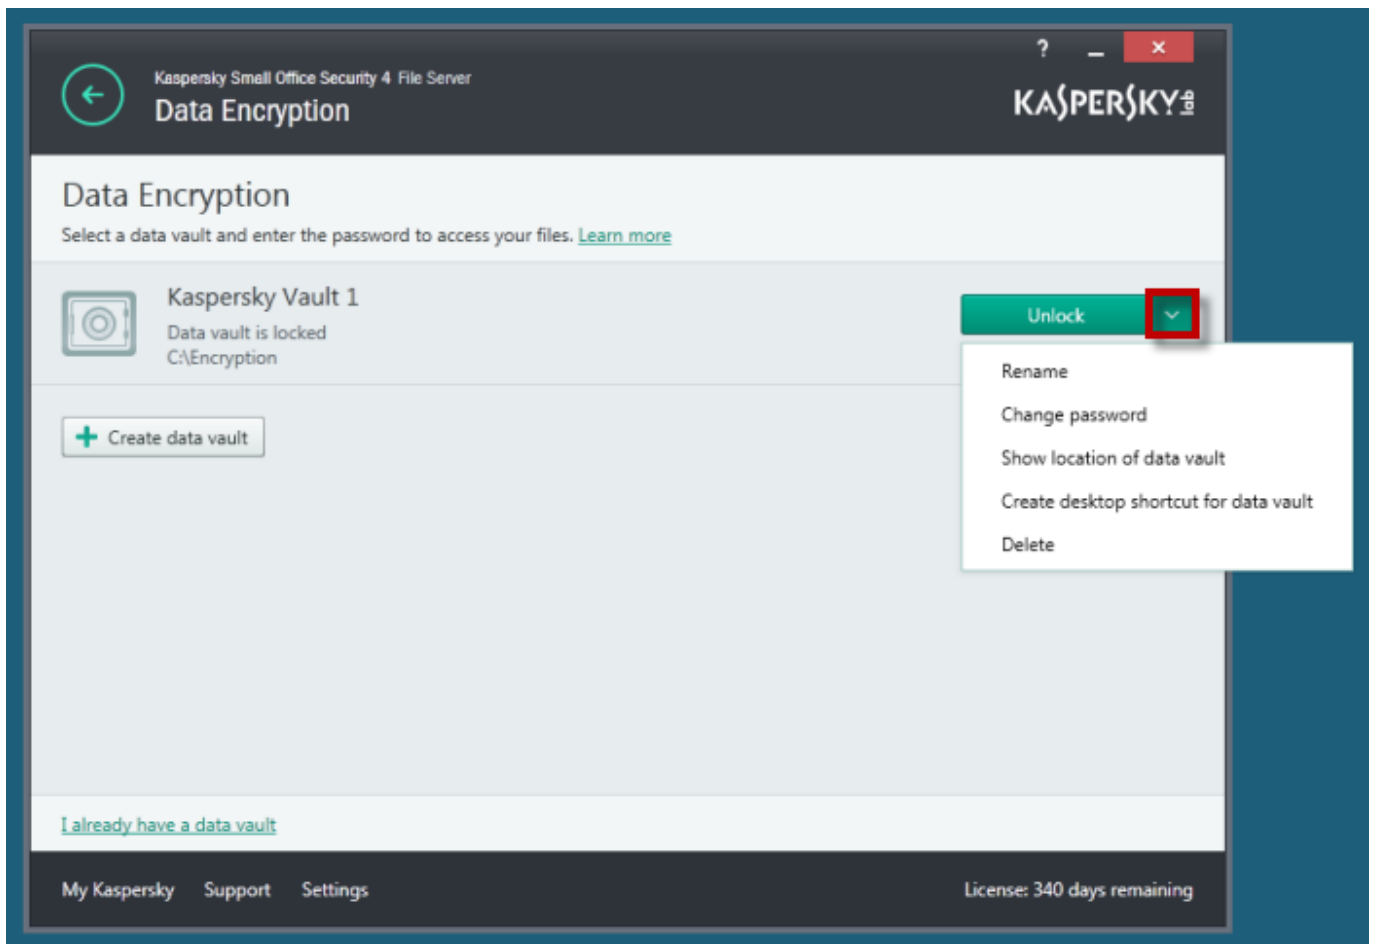 ?
Kaspersky Small Office Security 4 File Server
Data Encryption
KASPERSKY lab
Data Encryption
Select a data vault and enter the password to access your files. Learn more
Kaspersky Vault 1
Data vault is locked
C:\Encryption
Unlock
Rename
Change password
Show location of data vault
Create desktop shortcut for data vault
Delete
Create data vault
I already have a data vault
My Kaspersky Support Settings
License: 340 days remaining